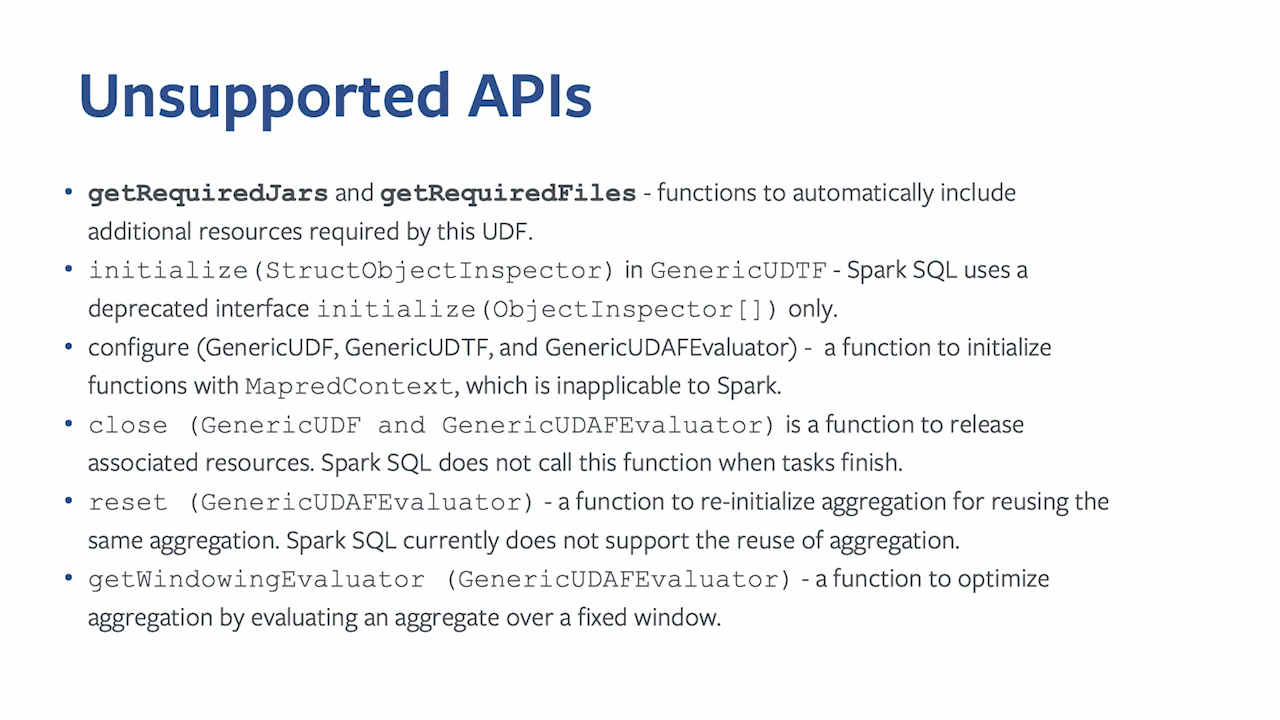 Unsupported APIs
• getRequiredJars and getRequiredFiles - functions to automatically include
additional resources required by this UDF.
• initialize(StructObjectInspector) in GenericUDTF - Spark SQL uses a
deprecated interface initialize(ObjectInspector[]) only.
• configure (GenericUDF, GenericUDTF, and GenericUDAFEvaluator) - a function to initialize
functions with MapredContext, which is inapplicable to Spark.
• close (GenericUDF and GenericUDAFEvaluator) is a function to release
associated resources. Spark SQL does not call this function when tasks finish.
• reset (GenericUDAFEvaluator) - a function to re-initialize aggregation for reusing the
same aggregation. Spark SQL currently does not support the reuse of aggregation.
• getWindowingEvaluator (GenericUDAFEvaluator) - a function to optimize
aggregation by evaluating an aggregate over a fixed window.